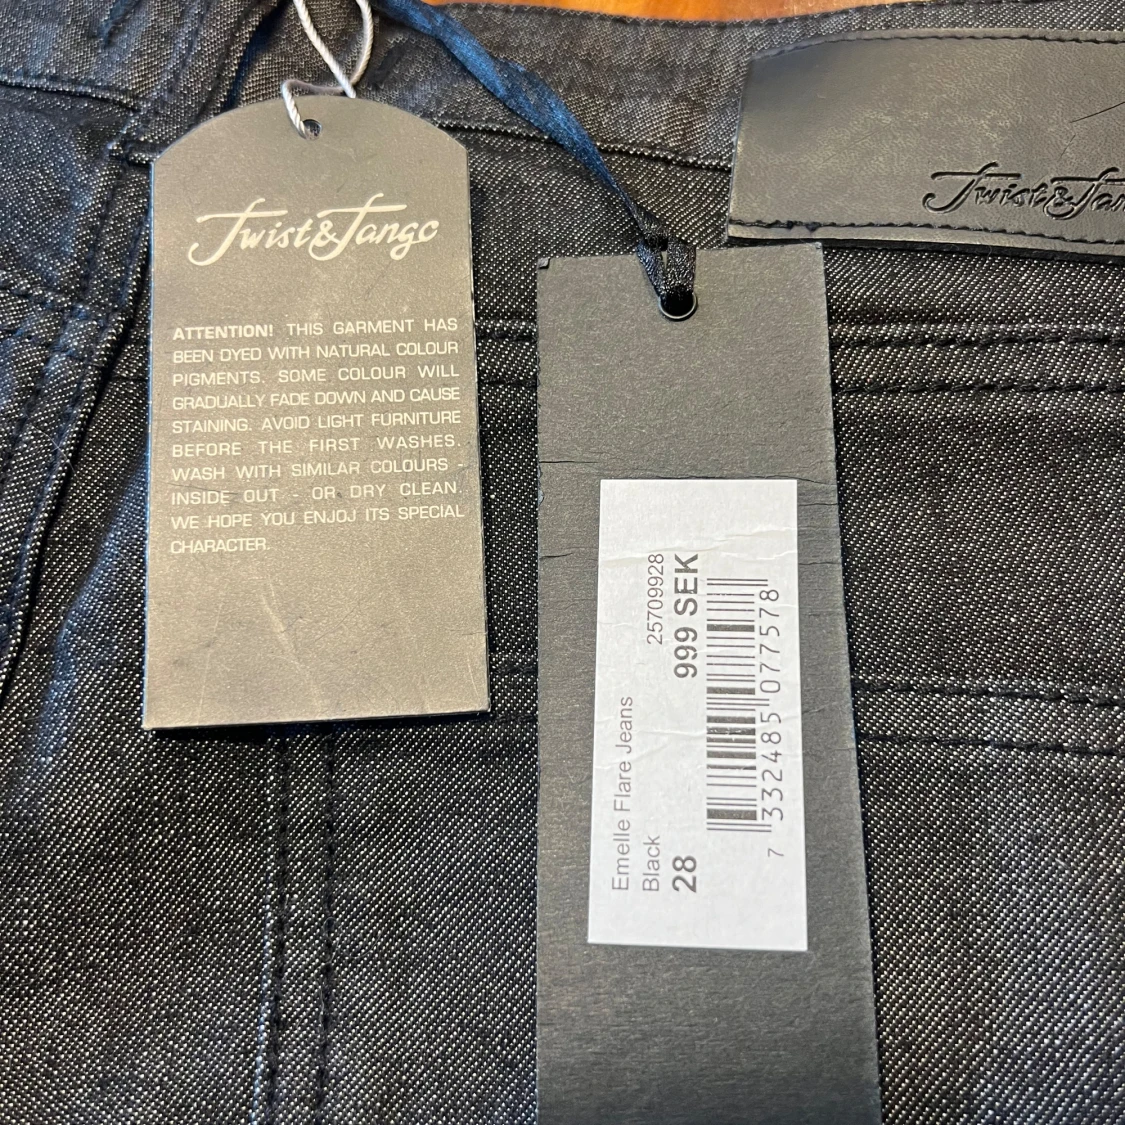 Twist&Tango
ATTENTION! THIS GARMENT HAS
BEEN DYED WITH NATURAL COLOUR
PIGMENTS. SOME COLOUR WILL
GRADUALLY FADE DOWN AND CAUSE
STAINING. AVOID LIGHT FURNITURE
BEFORE THE FIRST WASHES.
WASH WITH SIMILAR COLOURS -
INSIDE OUT - OR DRY CLEAN.
WE HOPE YOU ENJOJ ITS SPECIAL
CHARACTER.
Twist&Tan
Emelle Flare Jeans
Black 25709928
28 999 SEK
7 332485 077578